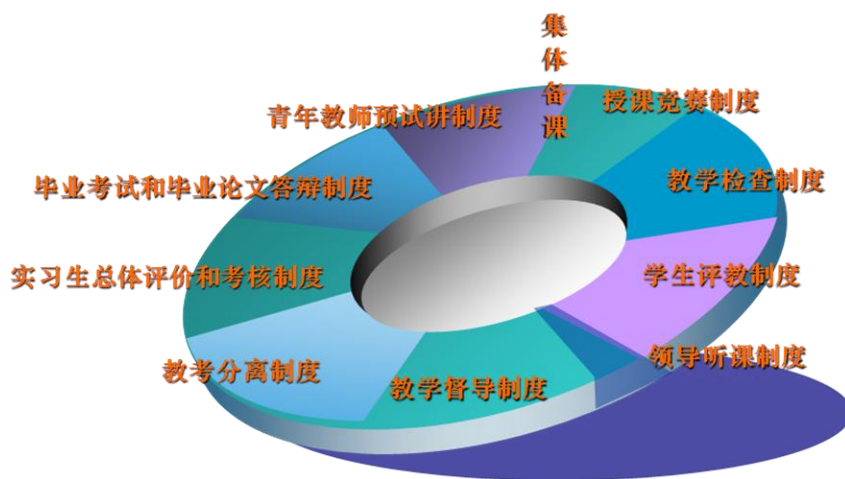 集体备课
授课竞赛制度
青年教师预试讲制度
教学检查制度
毕业考试和毕业论文答辩制度
学生评教制度
实习生总体评价和考核制度
领导听课制度
教考分离制度
教学督导制度